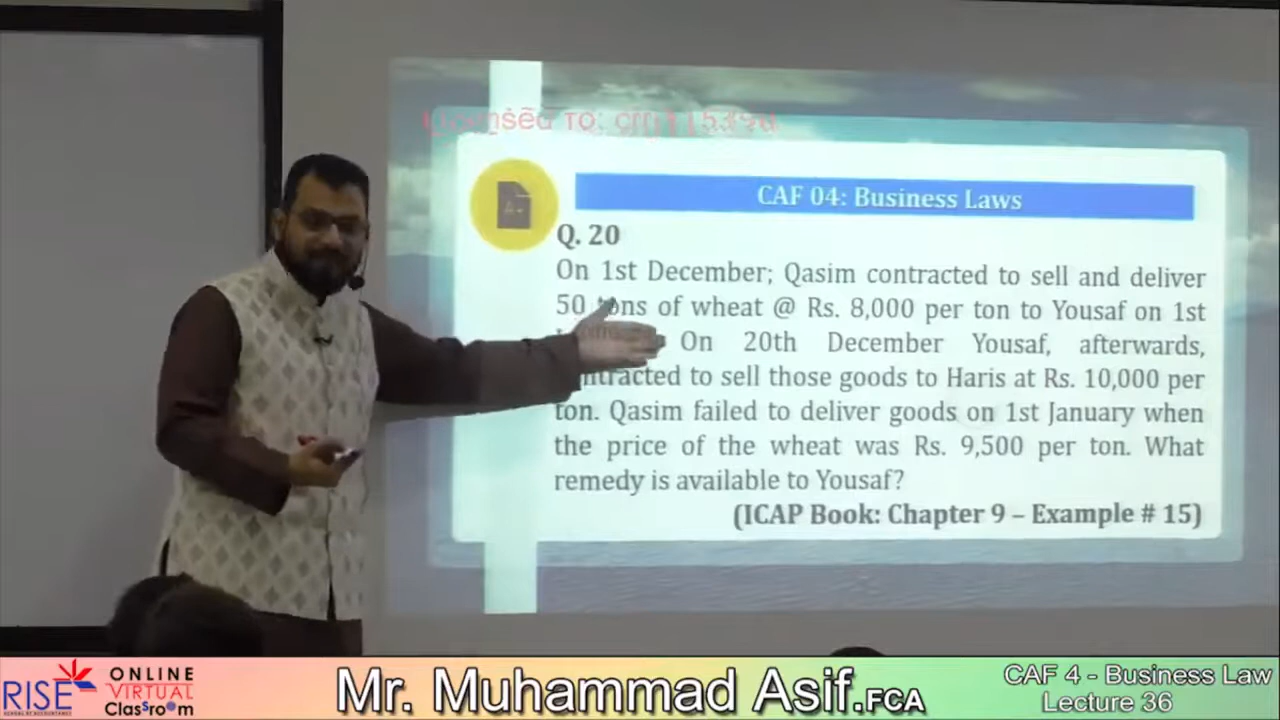 CAF 04: Business Laws
Q. 20
On 1st December; Qasim contracted to sell and deliver
50 tons of wheat @ Rs. 8,000 per ton to Yousaf on 1st
On 20th December Yousaf, afterwards,
contracted to sell those goods to Haris at Rs. 10,000 per
ton. Qasim failed to deliver goods on 1st January when
the price of the wheat was Rs. 9,500 per ton. What
remedy is available to Yousaf?
(ICAP Book: Chapter 9 – Example # 15)
RISE
SCHOOL OF ACCOUNTANCY
ONLINE
VIRTUAL
Classroom
Mr. Muhammad Asif.FCA
CAF 4 - Business Law
Lecture 36